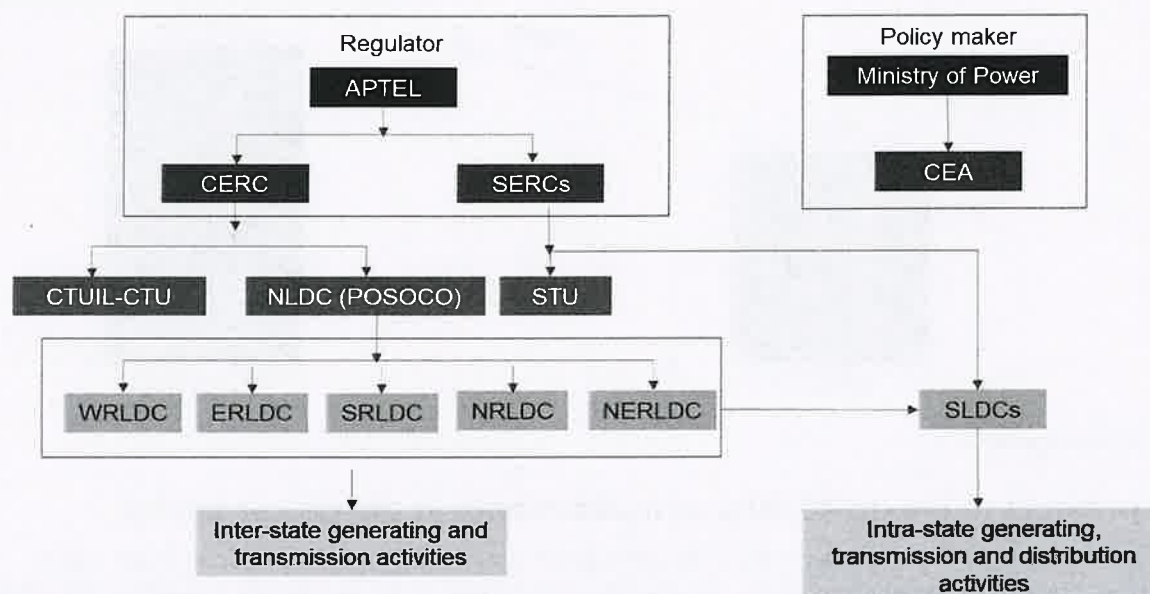 Regulator
APTEL
CERC
SERCs
Policy maker
Ministry of Power
CEA
CTUIL-CTU
NLDC (POSOCO)
STU
WRLDC
ERLDC
SRLDC
NRLDC
NERLDC
SLDCs
Inter-state generating and
transmission activities
Intra-state generating,
transmission and distribution
activities